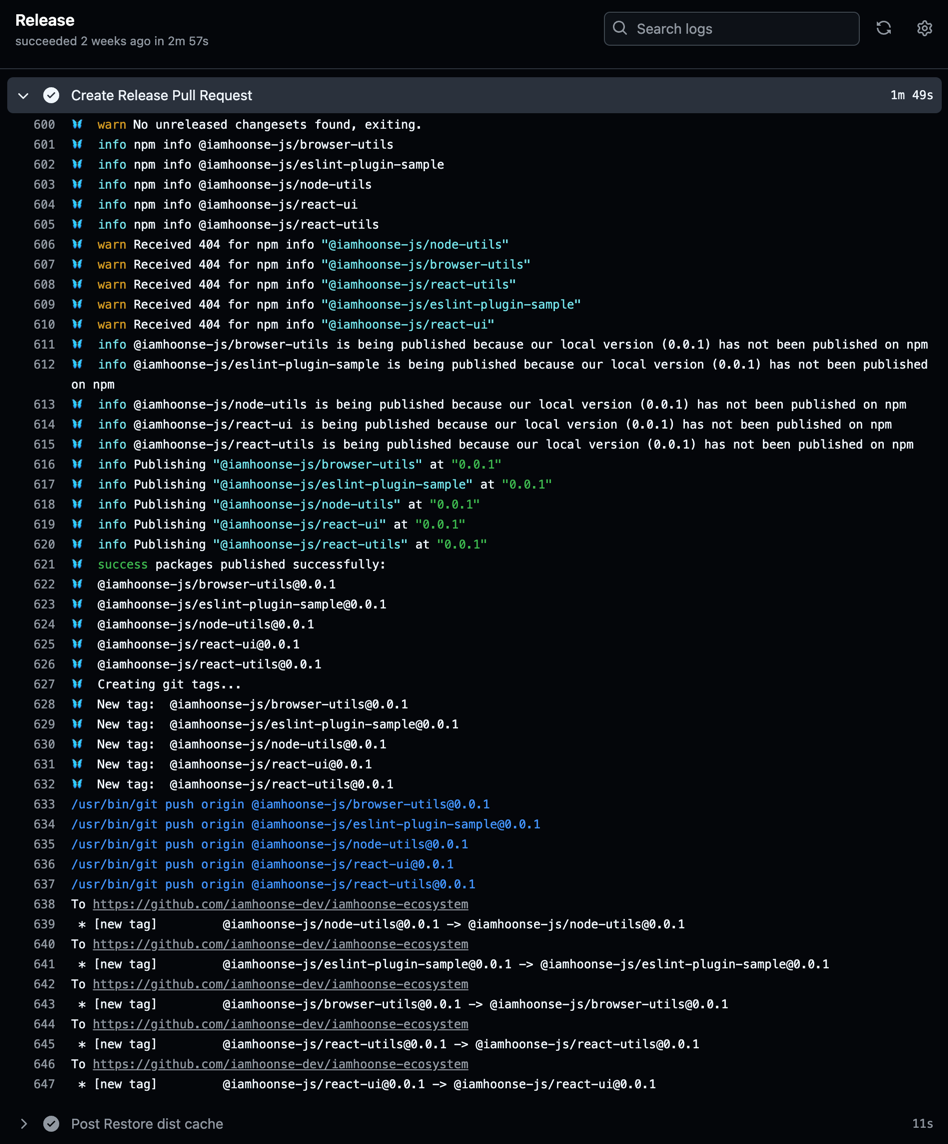 Release
succeeded 2 weeks ago in 2m 57s
Search logs
Create Release Pull Request
1m 49s
600 warn No unreleased changesets found, exiting.
601 info npm info @iamhoonse-js/browser-utils
602 info npm info @iamhoonse-js/eslint-plugin-sample
603 info npm info @iamhoonse-js/node-utils
604 info npm info @iamhoonse-js/react-ui
605 info npm info @iamhoonse-js/react-utils
606 warn Received 404 for npm info "@iamhoonse-js/node-utils"
607 warn Received 404 for npm info "@iamhoonse-js/browser-utils"
608 warn Received 404 for npm info "@iamhoonse-js/react-utils"
609 warn Received 404 for npm info "@iamhoonse-js/eslint-plugin-sample"
610 warn Received 404 for npm info "@iamhoonse-js/react-ui"
611 info @iamhoonse-js/browser-utils is being published because our local version (0.0.1) has not been published on npm
612 info @iamhoonse-js/eslint-plugin-sample is being published because our local version (0.0.1) has not been published
on npm
613 info @iamhoonse-js/node-utils is being published because our local version (0.0.1) has not been published on npm
614 info @iamhoonse-js/react-ui is being published because our local version (0.0.1) has not been published on npm
615 info @iamhoonse-js/react-utils is being published because our local version (0.0.1) has not been published on npm
616 info Publishing "@iamhoonse-js/browser-utils" at "0.0.1"
617 info Publishing "@iamhoonse-js/eslint-plugin-sample" at "0.0.1"
618 info Publishing "@iamhoonse-js/node-utils" at "0.0.1"
619 info Publishing "@iamhoonse-js/react-ui" at "0.0.1"
620 info Publishing "@iamhoonse-js/react-utils" at "0.0.1"
621 success packages published successfully:
622 @iamhoonse-js/browser-utils@0.0.1
623 @iamhoonse-js/eslint-plugin-sample@0.0.1
624 @iamhoonse-js/node-utils@0.0.1
625 @iamhoonse-js/react-ui@0.0.1
626 @iamhoonse-js/react-utils@0.0.1
627 Creating git tags...
628 New tag: @iamhoonse-js/browser-utils@0.0.1
629 New tag: @iamhoonse-js/eslint-plugin-sample@0.0.1
630 New tag: @iamhoonse-js/node-utils@0.0.1
631 New tag: @iamhoonse-js/react-ui@0.0.1
632 New tag: @iamhoonse-js/react-utils@0.0.1
633 /usr/bin/git push origin @iamhoonse-js/browser-utils@0.0.1
634 /usr/bin/git push origin @iamhoonse-js/eslint-plugin-sample@0.0.1
635 /usr/bin/git push origin @iamhoonse-js/node-utils@0.0.1
636 /usr/bin/git push origin @iamhoonse-js/react-ui@0.0.1
637 /usr/bin/git push origin @iamhoonse-js/react-utils@0.0.1
638 To https://github.com/iamhoonse-dev/iamhoonse-ecosystem
639 * [new tag] @iamhoonse-js/node-utils@0.0.1 -> @iamhoonse-js/node-utils@0.0.1
640 To https://github.com/iamhoonse-dev/iamhoonse-ecosystem
641 * [new tag] @iamhoonse-js/eslint-plugin-sample@0.0.1 -> @iamhoonse-js/eslint-plugin-sample@0.0.1
642 To https://github.com/iamhoonse-dev/iamhoonse-ecosystem
643 * [new tag] @iamhoonse-js/browser-utils@0.0.1 -> @iamhoonse-js/browser-utils@0.0.1
644 To https://github.com/iamhoonse-dev/iamhoonse-ecosystem
645 * [new tag] @iamhoonse-js/react-utils@0.0.1 -> @iamhoonse-js/react-utils@0.0.1
646 To https://github.com/iamhoonse-dev/iamhoonse-ecosystem
647 * [new tag] @iamhoonse-js/react-ui@0.0.1 -> @iamhoonse-js/react-ui@0.0.1
Post Restore dist cache
11s